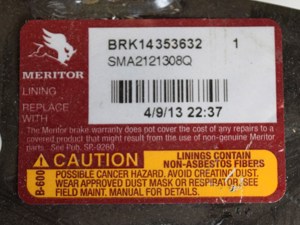 BRK14353632 1
SMA2121308Q
MERITOR
LINING
REPLACE
WITH
4/9/13 22:37
The Meritor brake warranty does not cover the cost of any repairs to a
covered product that might result from the use of non-genuine Meritor
parts. See Pub. SP-9280
B-600
CAUTION
LININGS CONTAIN
NON-ASBESTOS FIBERS
POSSIBLE CANCER HAZARD. AVOID CREATING DUST.
WEAR APPROVED DUST MASK OR RESPIRATOR. SEE
FIELD MAINT. MANUAL FOR DETAILS.